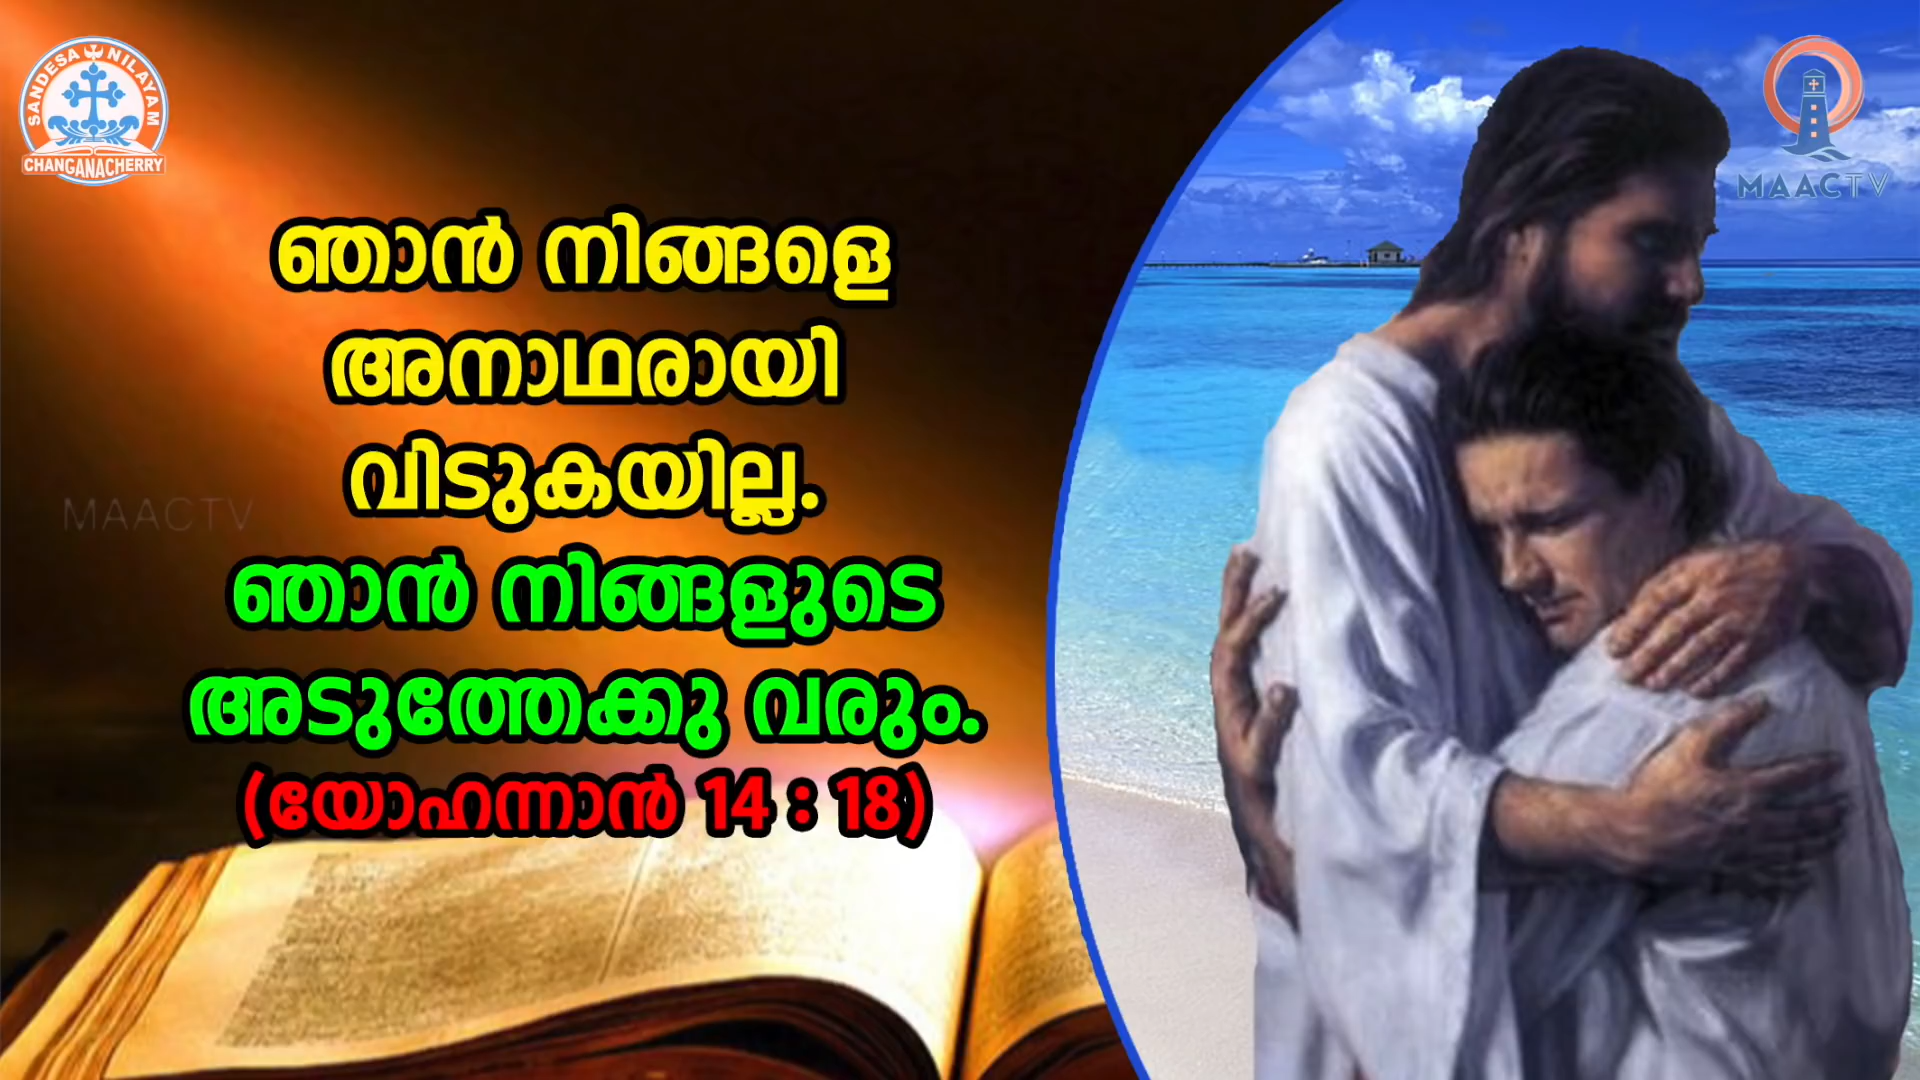 SANDESA NILAYAM
CHANGANACHERRY
MAACTV
ഞാൻ നിങ്ങളെ
അനാഥരായി
വിടുകയില്ല.
MAACTV
ഞാൻ നിങ്ങളുടെ
അടുത്തേക്കു വരും.
(യോഹന്നാൻ 14 : 18)